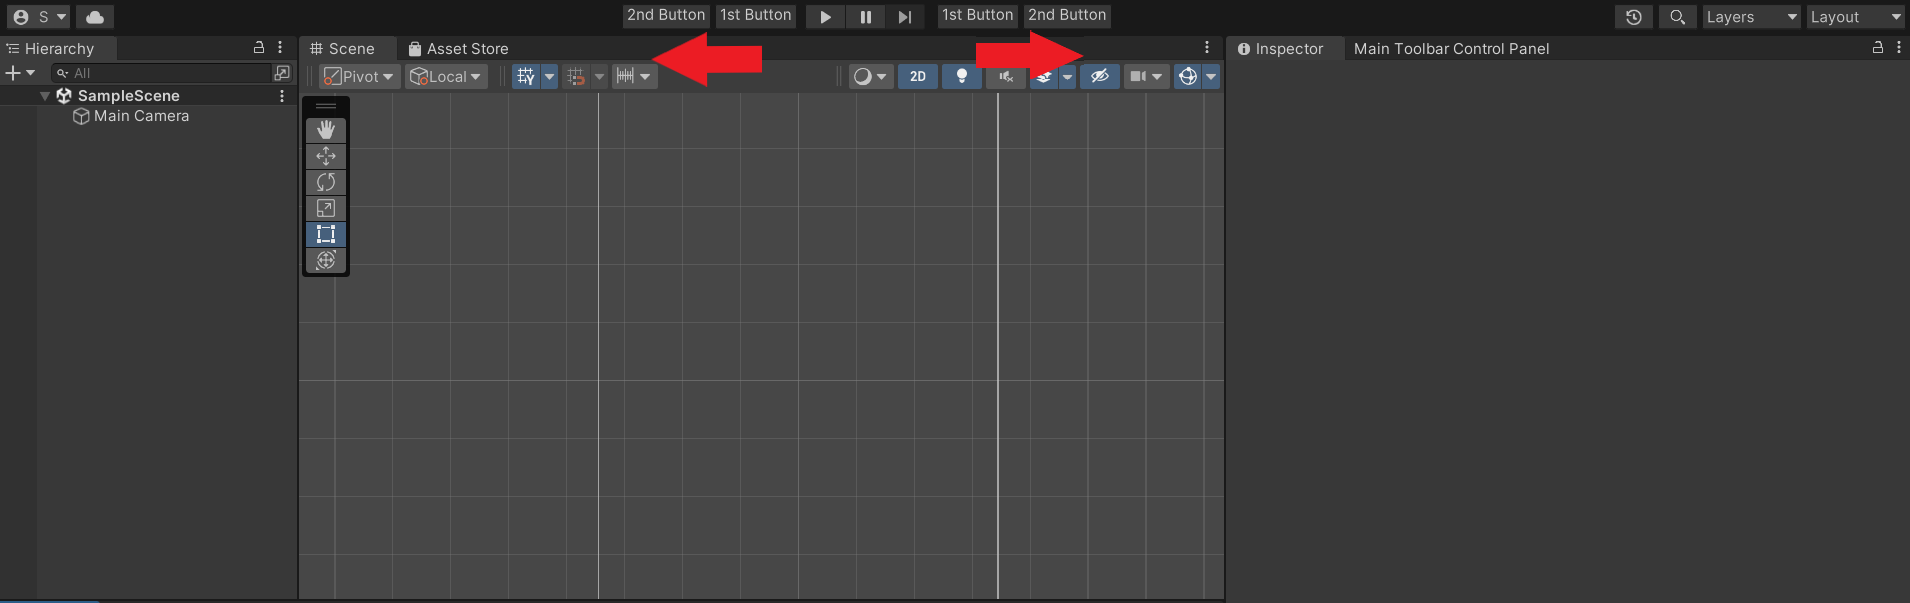 S
2nd Button 1st Button 1st Button 2nd Button
Layers Layout
Hierarchy
Scene Asset Store
Inspector Main Toolbar Control Panel
All
Pivot Local 2D
SampleScene
Main Camera